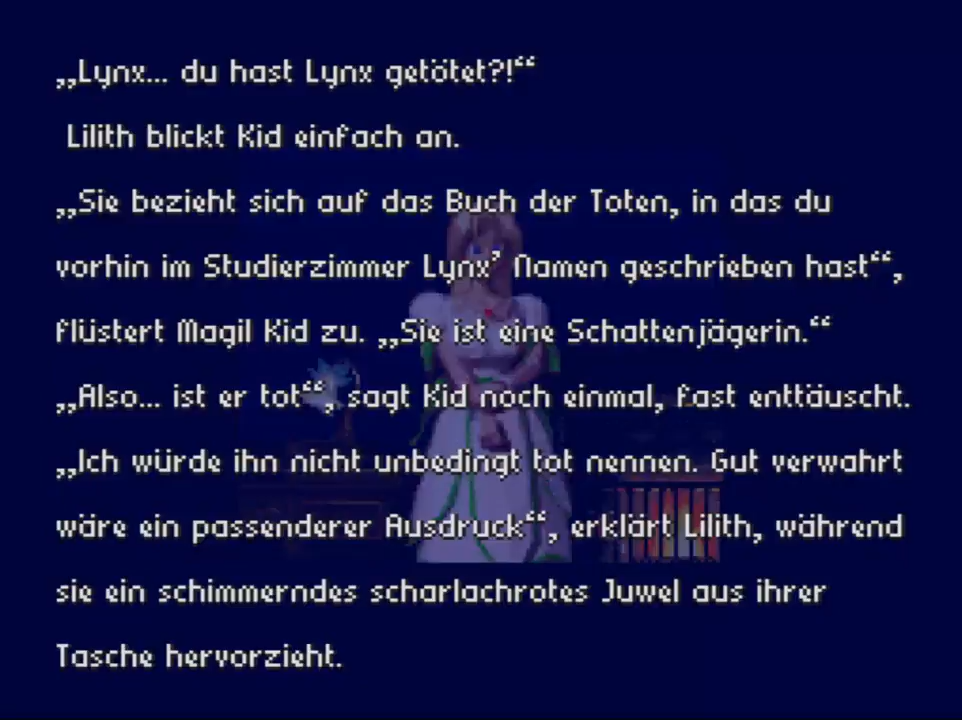 „Lynx... du hast Lynx getötet?!“
Lilith blickt Kid einfach an.
„Sie bezieht sich auf das Buch der Toten, in das du
vorhin im Studierzimmer Lynx’ Namen geschrieben hast“,
flüstert Magil Kid zu. „Sie ist eine Schattenjägerin.“
„Also... ist er tot“, sagt Kid noch einmal, fast enttäuscht.
„Ich würde ihn nicht unbedingt tot nennen. Gut verwahrt
wäre ein passenderer Ausdruck“, erklärt Lilith, während
sie ein schimmerndes scharlachrotes Juwel aus ihrer
Tasche hervorzieht.